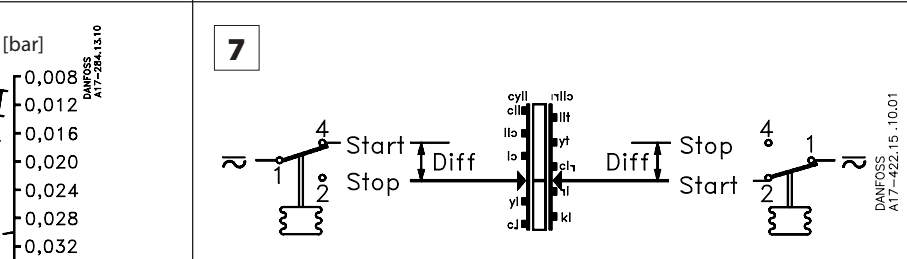 [bar]
DANFOSS
A17-284.13.10
0,008
0,012
0,016
0,020
0,024
0,028
0,032
7
4
Start
1
2
Stop
Diff
Diff
Stop
Start
4
1
2
DANFOSS
A17-422.15 .10.01